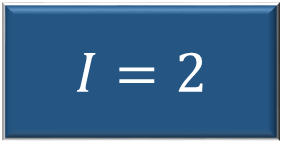 I = 2